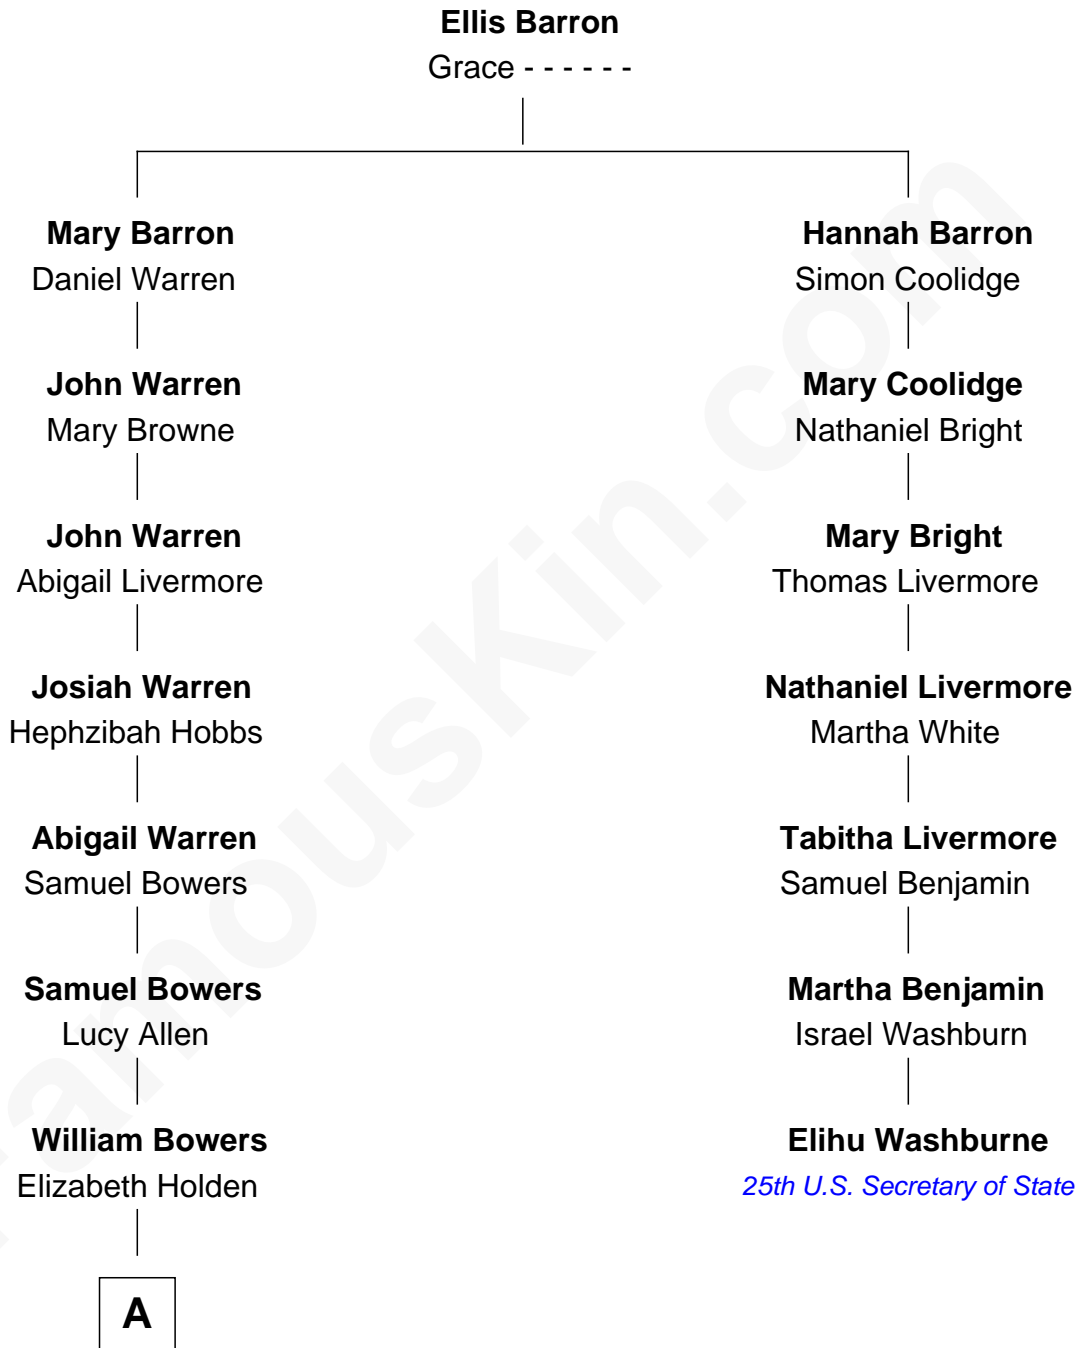 Ellis Barron
Grace - - - - - -
Mary Barron
Daniel Warren
Hannah Barron
Simon Coolidge
John Warren
Mary Browne
Mary Coolidge
Nathaniel Bright
John Warren
Abigail Livermore
Mary Bright
Thomas Livermore
Josiah Warren
Hephzibah Hobbs
Nathaniel Livermore
Martha White
Abigail Warren
Samuel Bowers
Tabitha Livermore
Samuel Benjamin
Samuel Bowers
Lucy Allen
Martha Benjamin
Israel Washburn
William Bowers
Elizabeth Holden
Elihu Washburne
25th U.S. Secretary of State
A
FamousKin.com